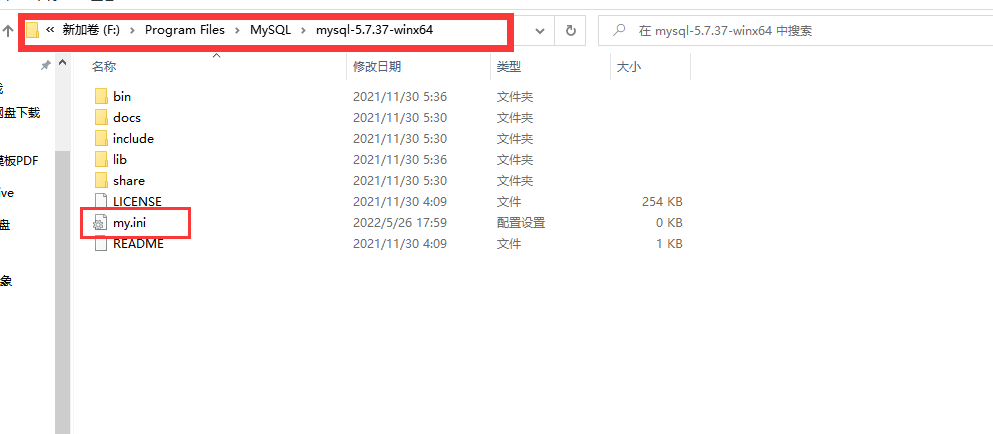 « 新加卷 (F:) › Program Files › MySQL › mysql-5.7.37-winx64
在 mysql-5.7.37-winx64 中搜索
名称 修改日期 类型 大小
bin 2021/11/30 5:36 文件夹
docs 2021/11/30 5:30 文件夹
include 2021/11/30 5:30 文件夹
lib 2021/11/30 5:36 文件夹
share 2021/11/30 5:30 文件夹
LICENSE 2021/11/30 4:09 文件 254 KB
my.ini 2022/5/26 17:59 配置设置 0 KB
README 2021/11/30 4:09 文件 1 KB
盘下载
模板PDF
ive
盘
象